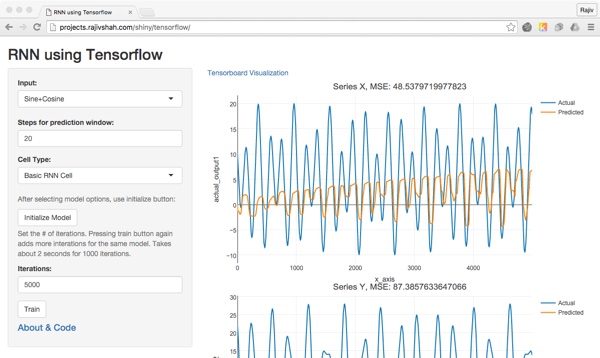 RNN using Tensorflow
Rajiv
projects.rajivshah.com/shiny/tensorflow/
RNN using Tensorflow
Input:
Sine+Cosine
Steps for prediction window:
20
Cell Type:
Basic RNN Cell
After selecting model options, use initialize button:
Initialize Model
Set the # of iterations. Pressing train button again
adds more interations for the same model. Takes
about 2 seconds for 1000 iterations.
Iterations:
5000
Train
About & Code
Tensorboard Visualization
Series X, MSE: 48.5379719977823
Actual
Predicted
actual_output1
20
15
10
5
0
−5
−10
0
1000
2000
3000
4000
x_axis
Series Y, MSE: 87.3857633647066
Actual
Predicted
30
25
20
15